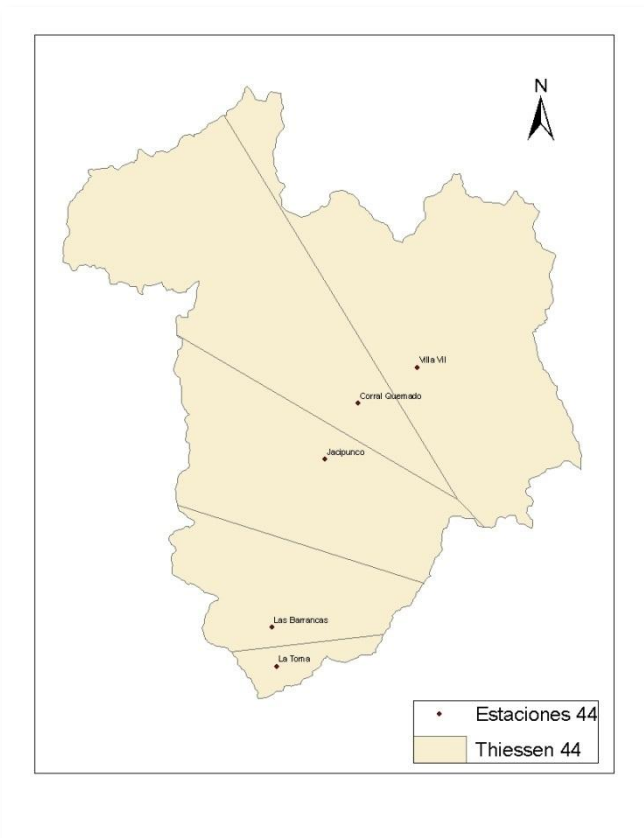 N
Villa Vil
Corral Quemado
Jacipunco
Las Barrancas
La Toma
Estaciones 44
Thiessen 44